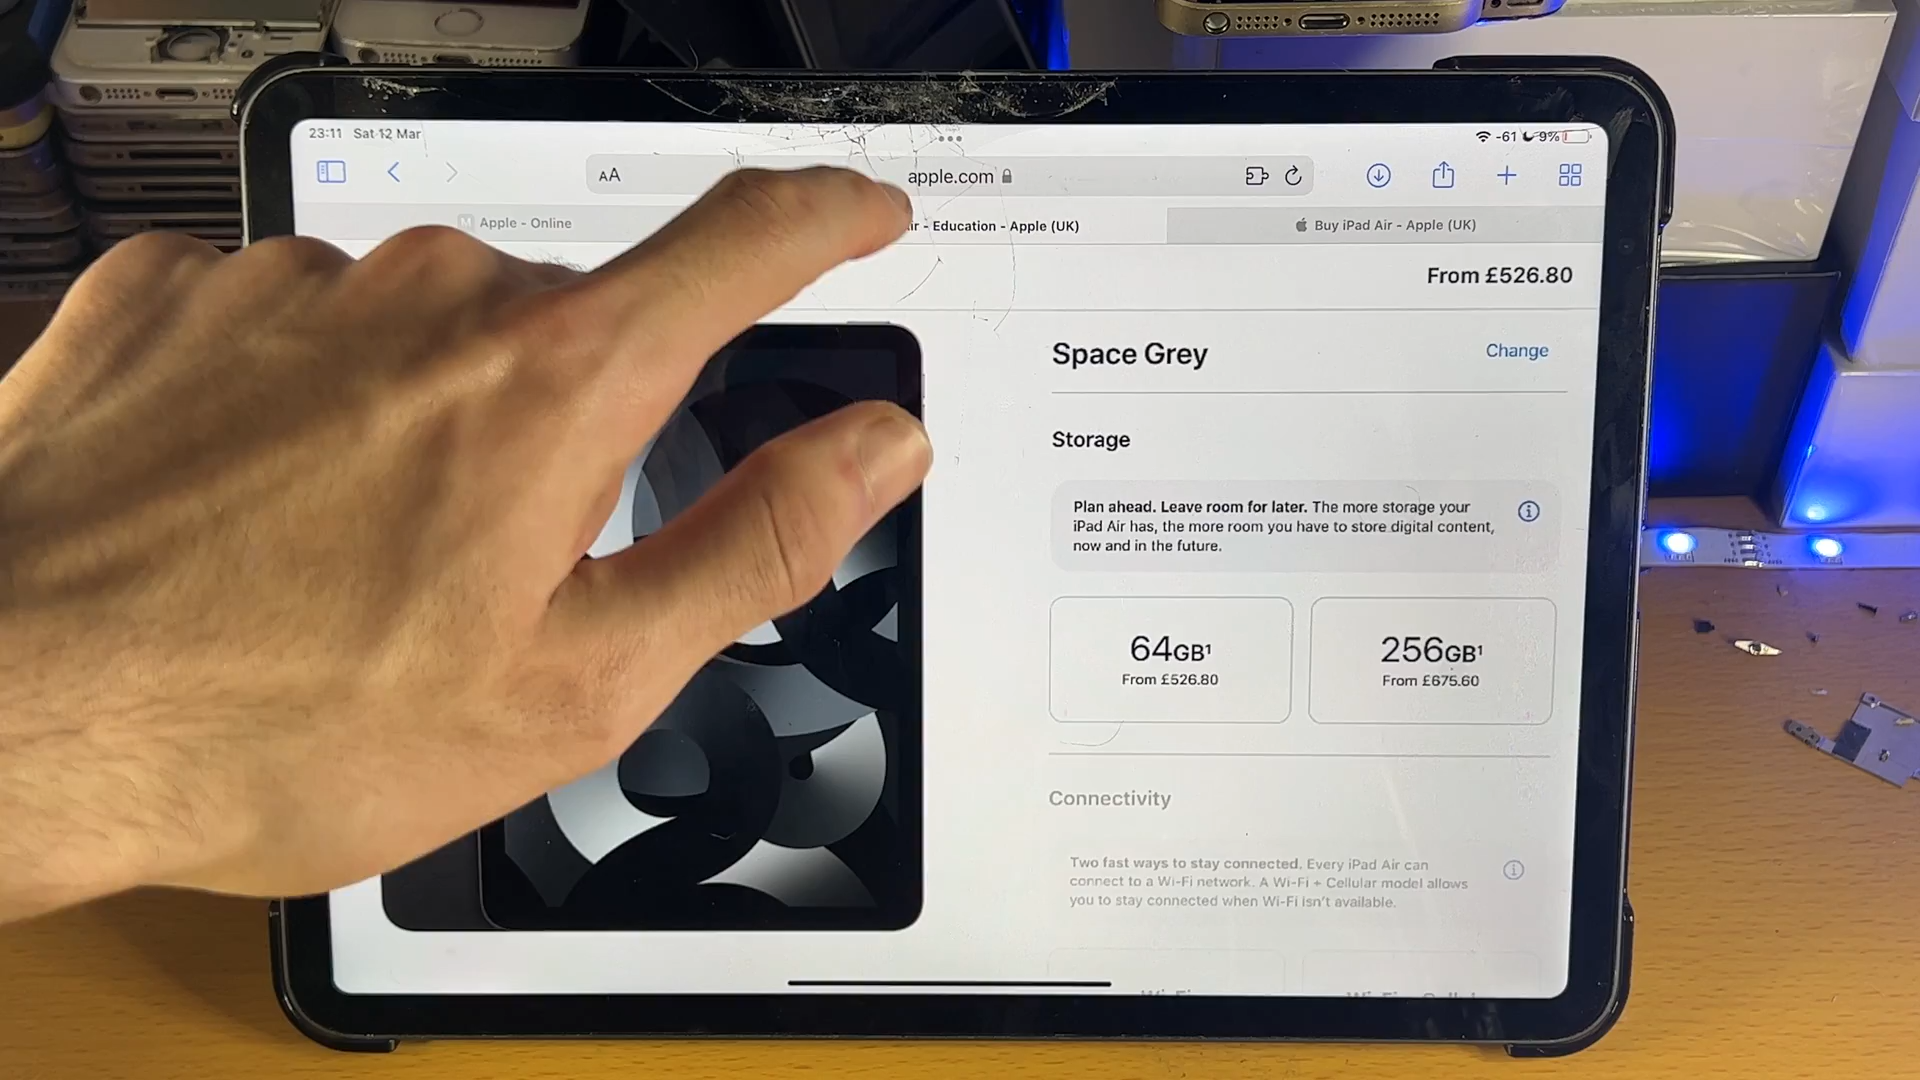 23:11 Sat 12 Mar
-61 9%
AA
apple.com
Apple - Online
- Education - Apple (UK)
Buy iPad Air - Apple (UK)
From £526.80
Space Grey
Change
Storage
Plan ahead. Leave room for later. The more storage your
iPad Air has, the more room you have to store digital content,
now and in the future.
64GB¹
From £526.80
256GB¹
From £675.60
Connectivity
Two fast ways to stay connected. Every iPad Air can
connect to a Wi-Fi network. A Wi-Fi + Cellular model allows
you to stay connected when Wi-Fi isn't available.